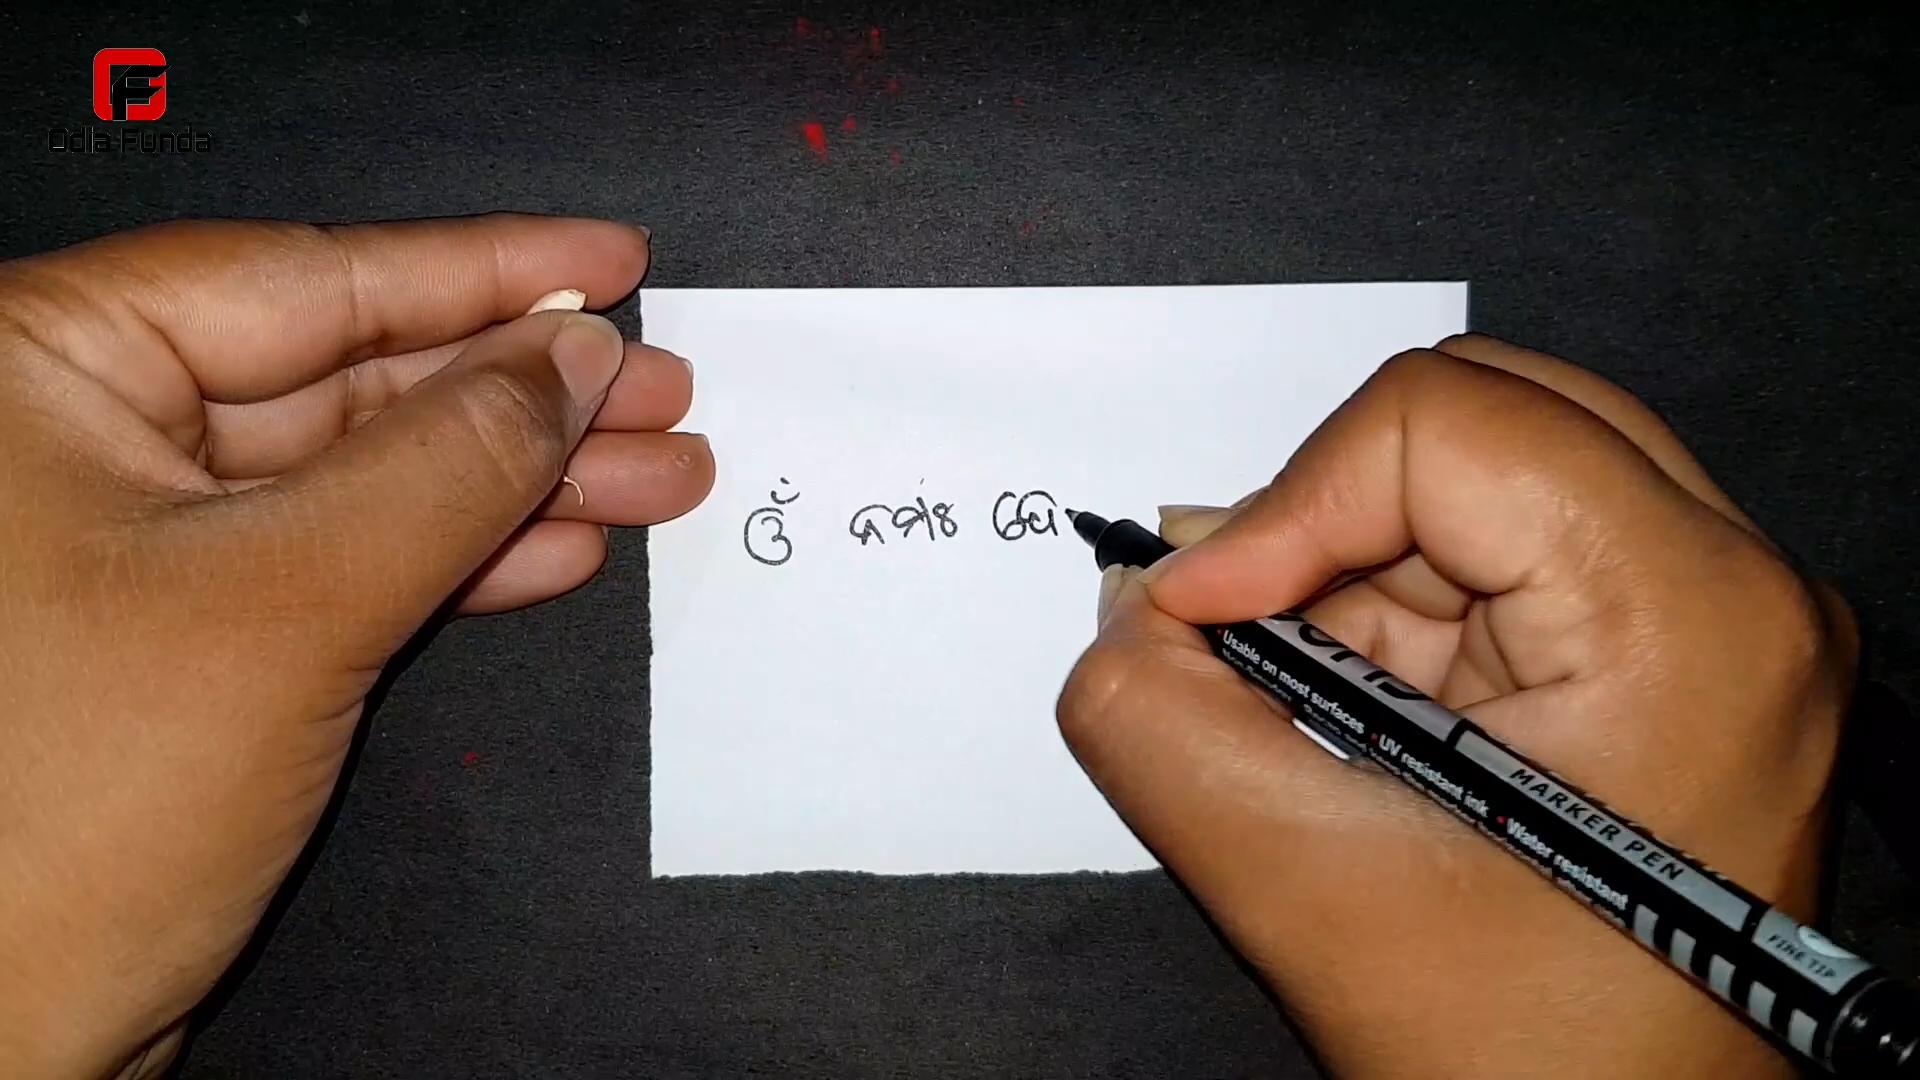 Odia Funda
ଓଁ ନମଃ
Usable on most surfaces • UV resistant ink • Water resistant
MARKER PEN
FINE TIP